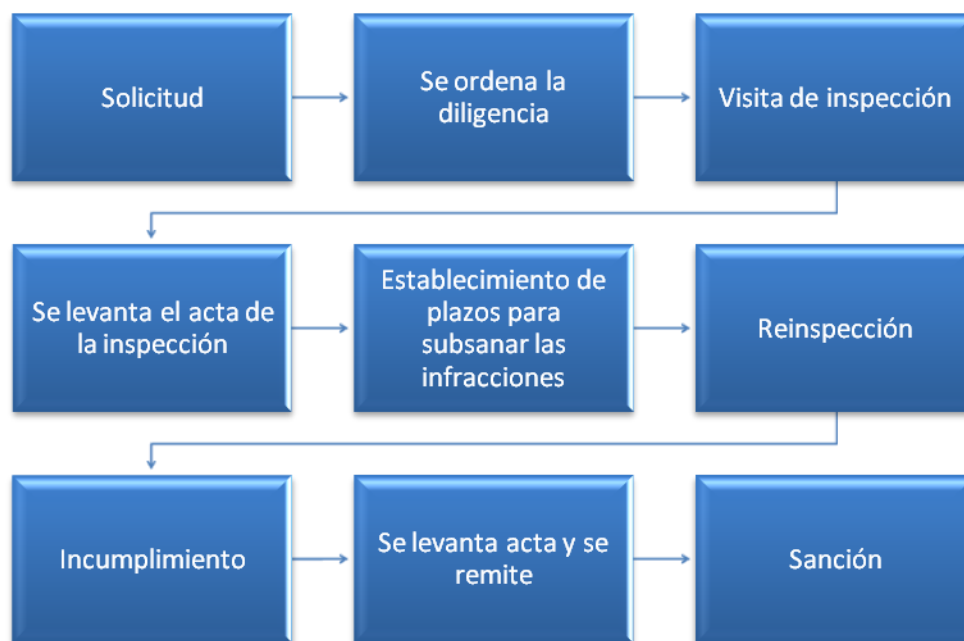 Solicitud
Se ordena la
diligencia
Visita de inspección
Se levanta el acta de
la inspección
Establecimiento de
plazos para
subsanar las
infracciones
Reinspección
Incumplimiento
Se levanta acta y se
remite
Sanción